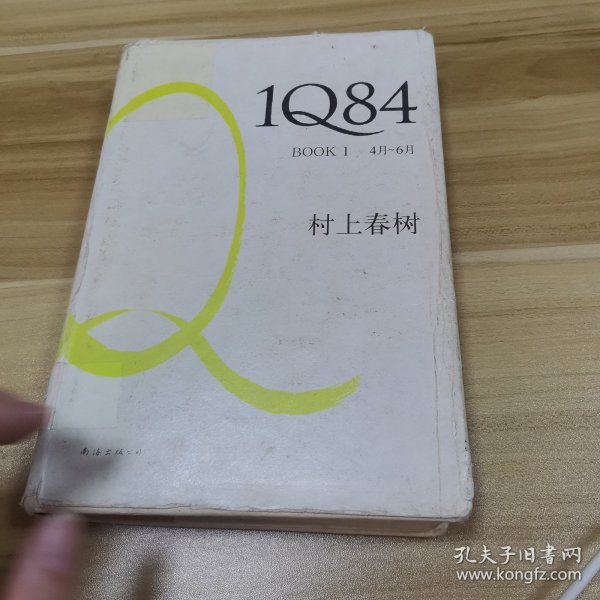 1Q84
BOOK 1 4月~6月
村上春树
南海出版公司
孔夫子旧书网
www.kongfz.com